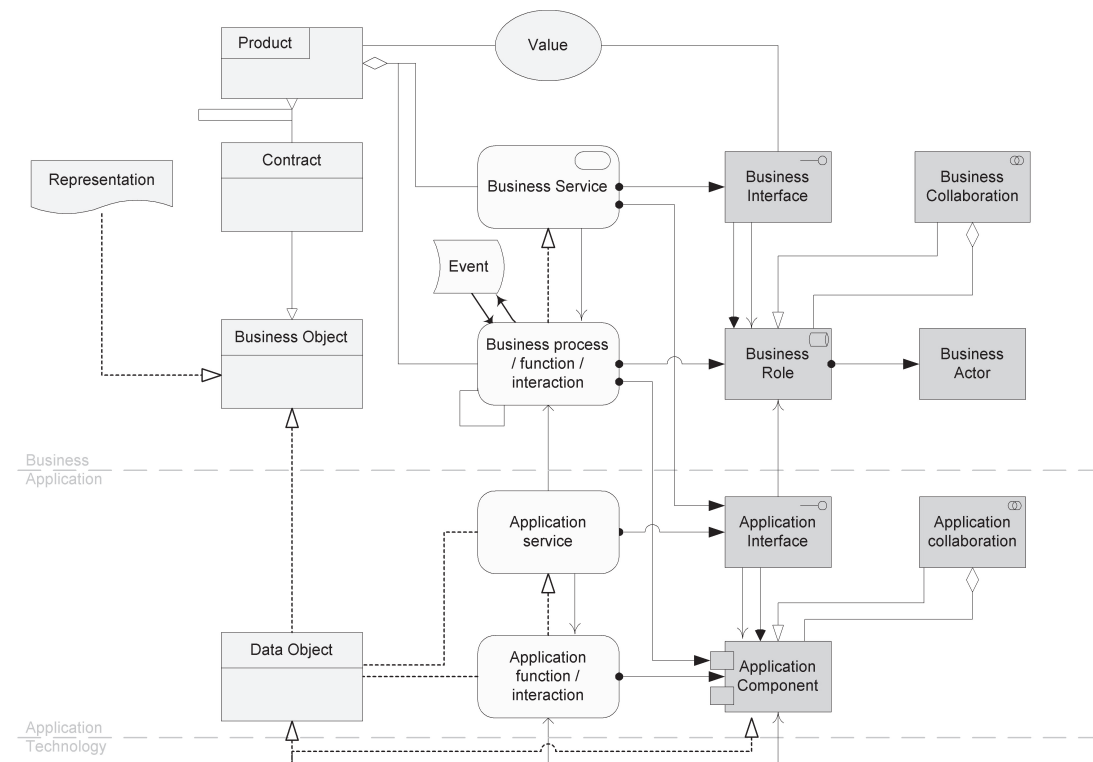 Product
Value
Contract
Representation
Business Service
Business
Interface
Business
Collaboration
Event
Business Object
Business process
/ function /
interaction
Business
Role
Business
Actor
Business
Application
Application
service
Application
Interface
Application
collaboration
Data Object
Application
function /
interaction
Application
Component
Application
Technology